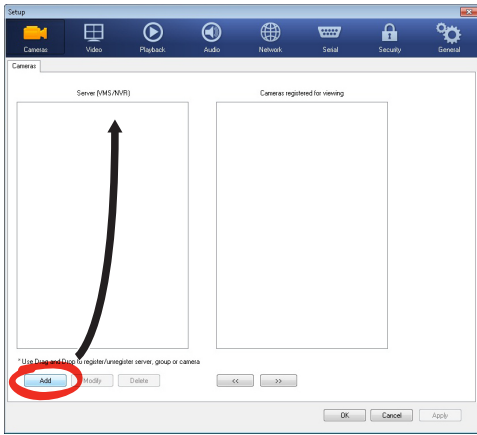 Setup
Cameras Video Playback Audio Network Serial Security General
Cameras
Server (VMS/NVR) Cameras registered for viewing
* Use Drag and Drop to register/unregister server, group or camera
Add Modify Delete << >>
OK Cancel Apply